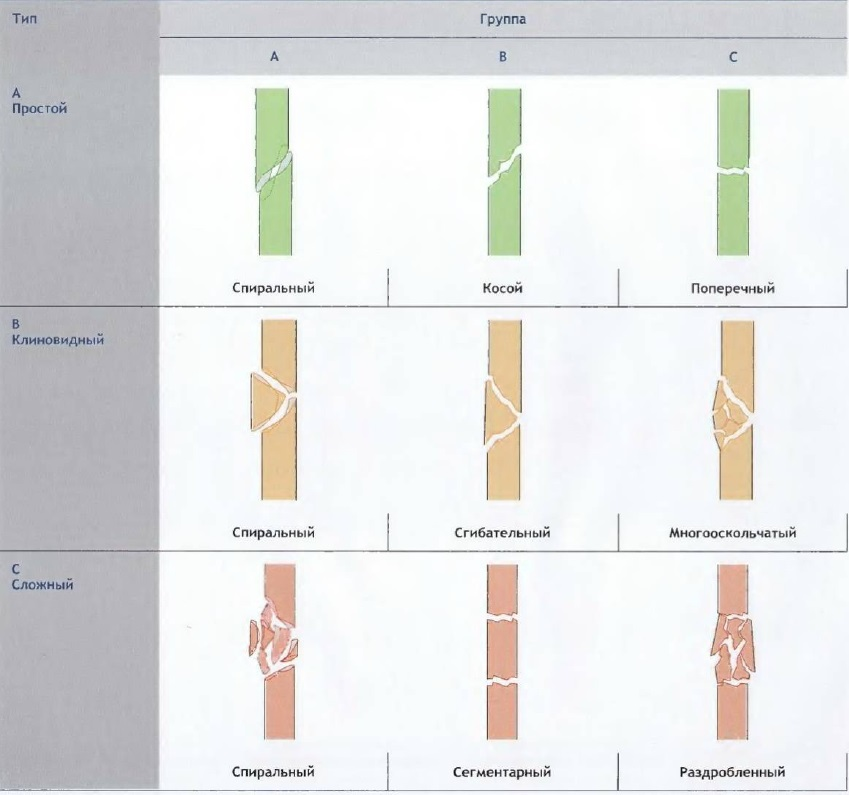 Тип
Группа
A
B
C
A
Простой
Спиральный
Косой
Поперечный
B
Клиновидный
Спиральный
Сгибательный
Многооскольчатый
C
Сложный
Спиральный
Сегментарный
Раздробленный